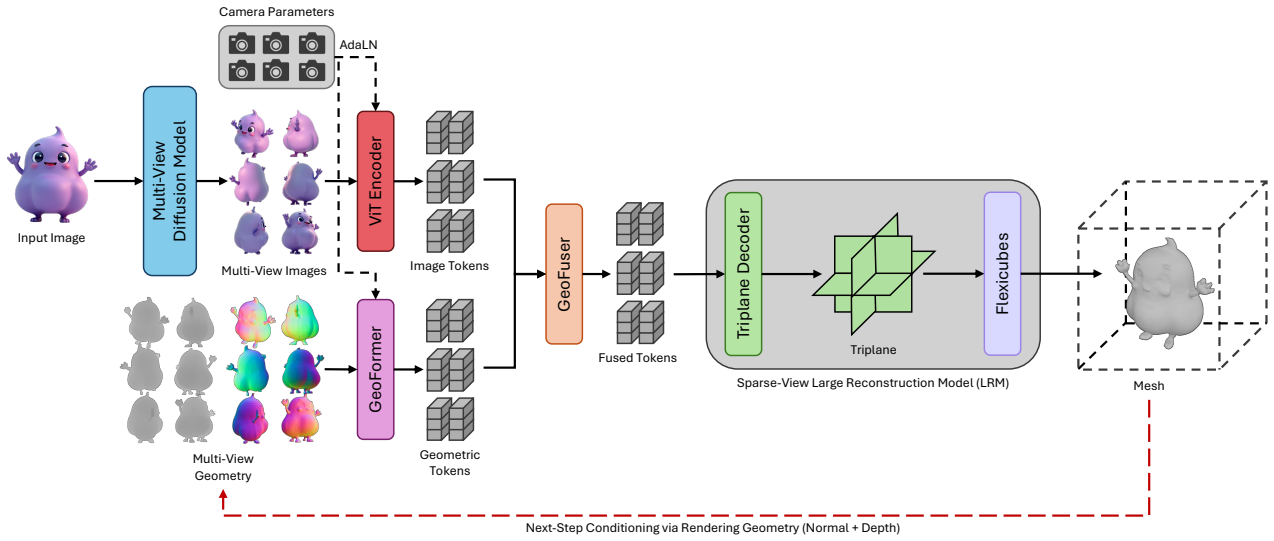 Camera Parameters
AdaLN
Input Image
Multi-View
Diffusion Model
Multi-View Images
ViT Encoder
Image Tokens
Multi-View
Geometry
GeoFormer
Geometric
Tokens
GeoFuser
Fused Tokens
Triplane Decoder
Triplane
Flexicubes
Sparse-View Large Reconstruction Model (LRM)
Mesh
Next-Step Conditioning via Rendering Geometry (Normal + Depth)